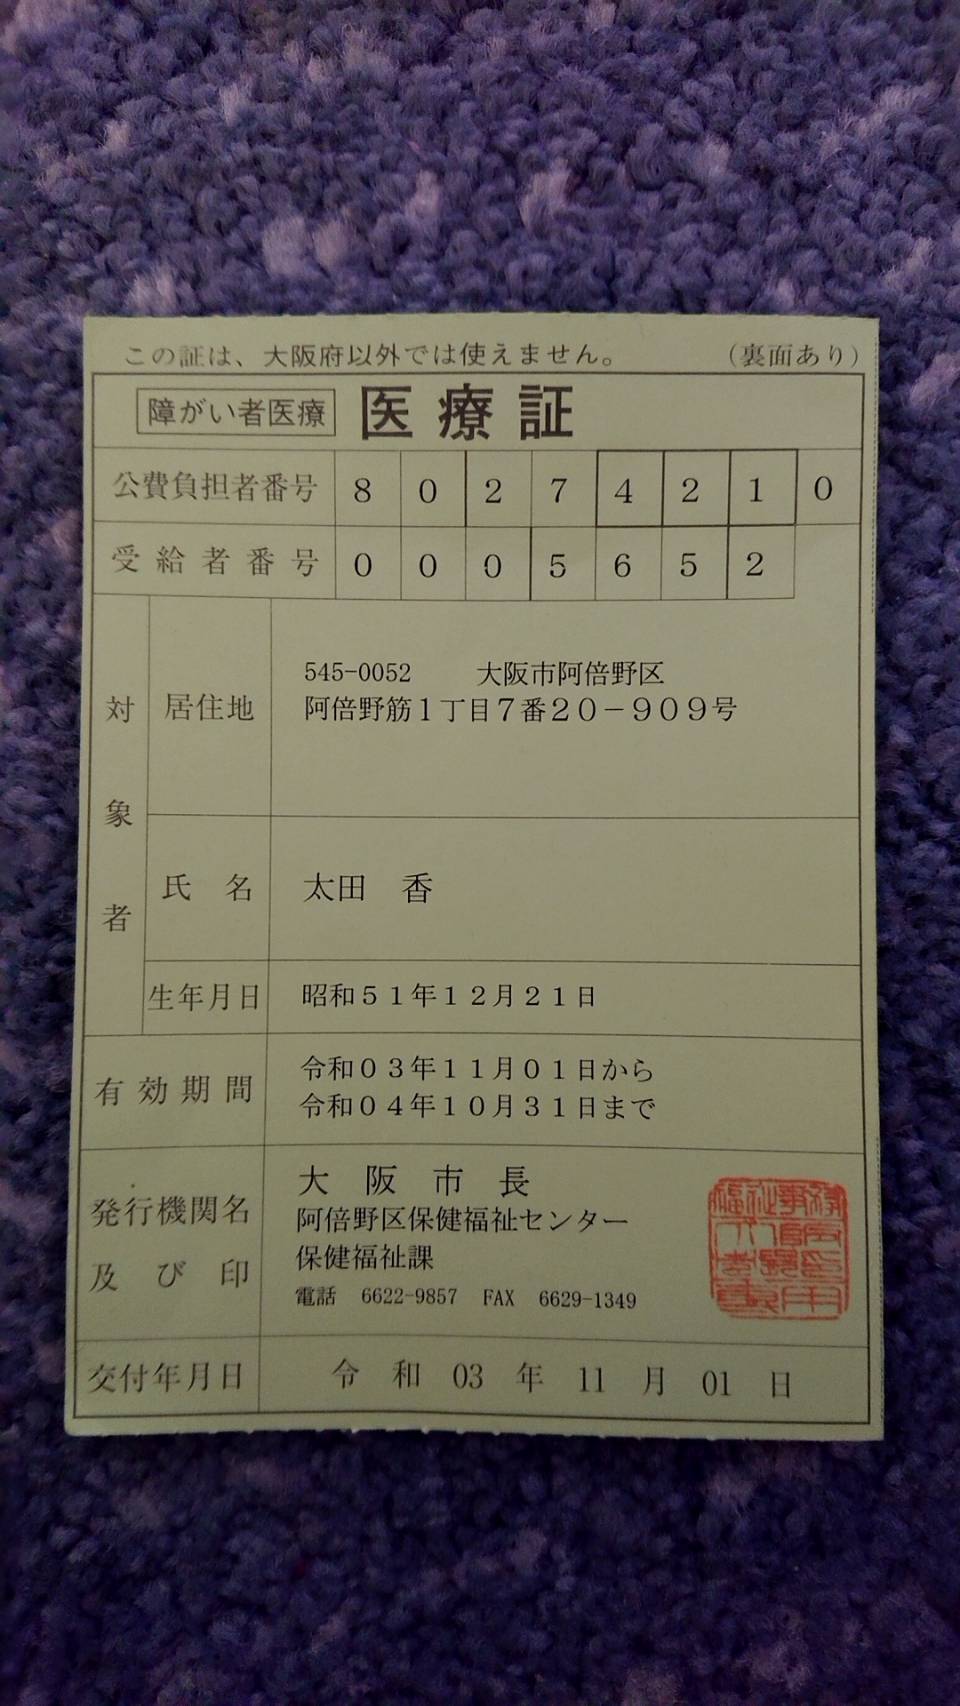 この証は、大阪府以外では使えません。 (裏面あり)
障がい者医療 医療証
公費負担者番号 8 0 2 7 4 2 1 0
受給者番号 0 0 0 5 6 5 2
対象者
居住地 545-0052 大阪市阿倍野区
阿倍野筋1丁目7番20-909号
氏名 太田 香
生年月日 昭和51年12月21日
有効期間 令和03年11月01日から
令和04年10月31日まで
発行機関名及び印 大阪市長
阿倍野区保健福祉センター
保健福祉課
電話 6622-9857 FAX 6629-1349
交付年月日 令和 03 年 11 月 01 日